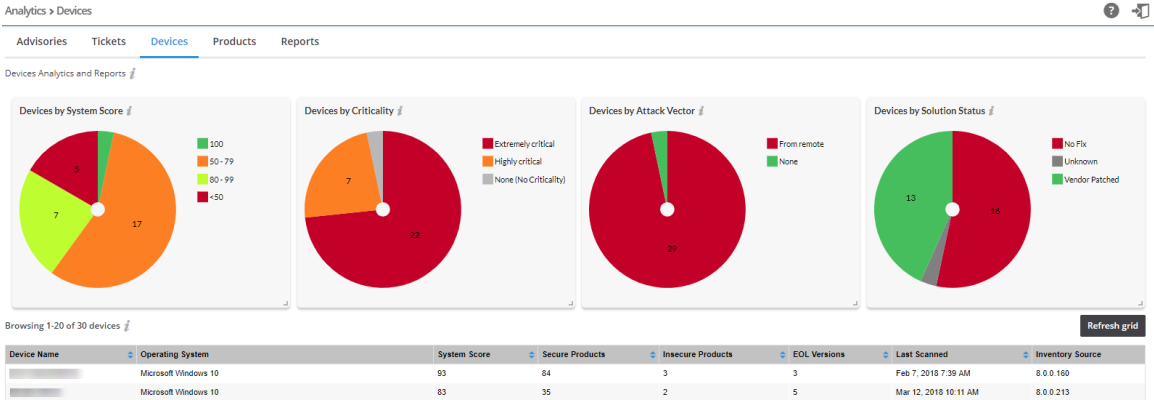 Analytics > Devices
Advisories Tickets Devices Products Reports
Devices Analytics and Reports
Devices by System Score
100
50 - 79
80 - 99
<50
5
7
17
Devices by Criticality
Extremely critical
Highly critical
None (No Criticality)
7
22
Devices by Attack Vector
From remote
None
29
Devices by Solution Status
No Fix
Unknown
Vendor Patched
13
16
Browsing 1-20 of 30 devices
Refresh grid
Device Name Operating System System Score Secure Products Insecure Products EOL Versions Last Scanned Inventory Source
Microsoft Windows 10 93 84 3 3 Feb 7, 2018 7:39 AM 8.0.0.160
Microsoft Windows 10 83 35 2 5 Mar 12, 2018 10:11 AM 8.0.0.213